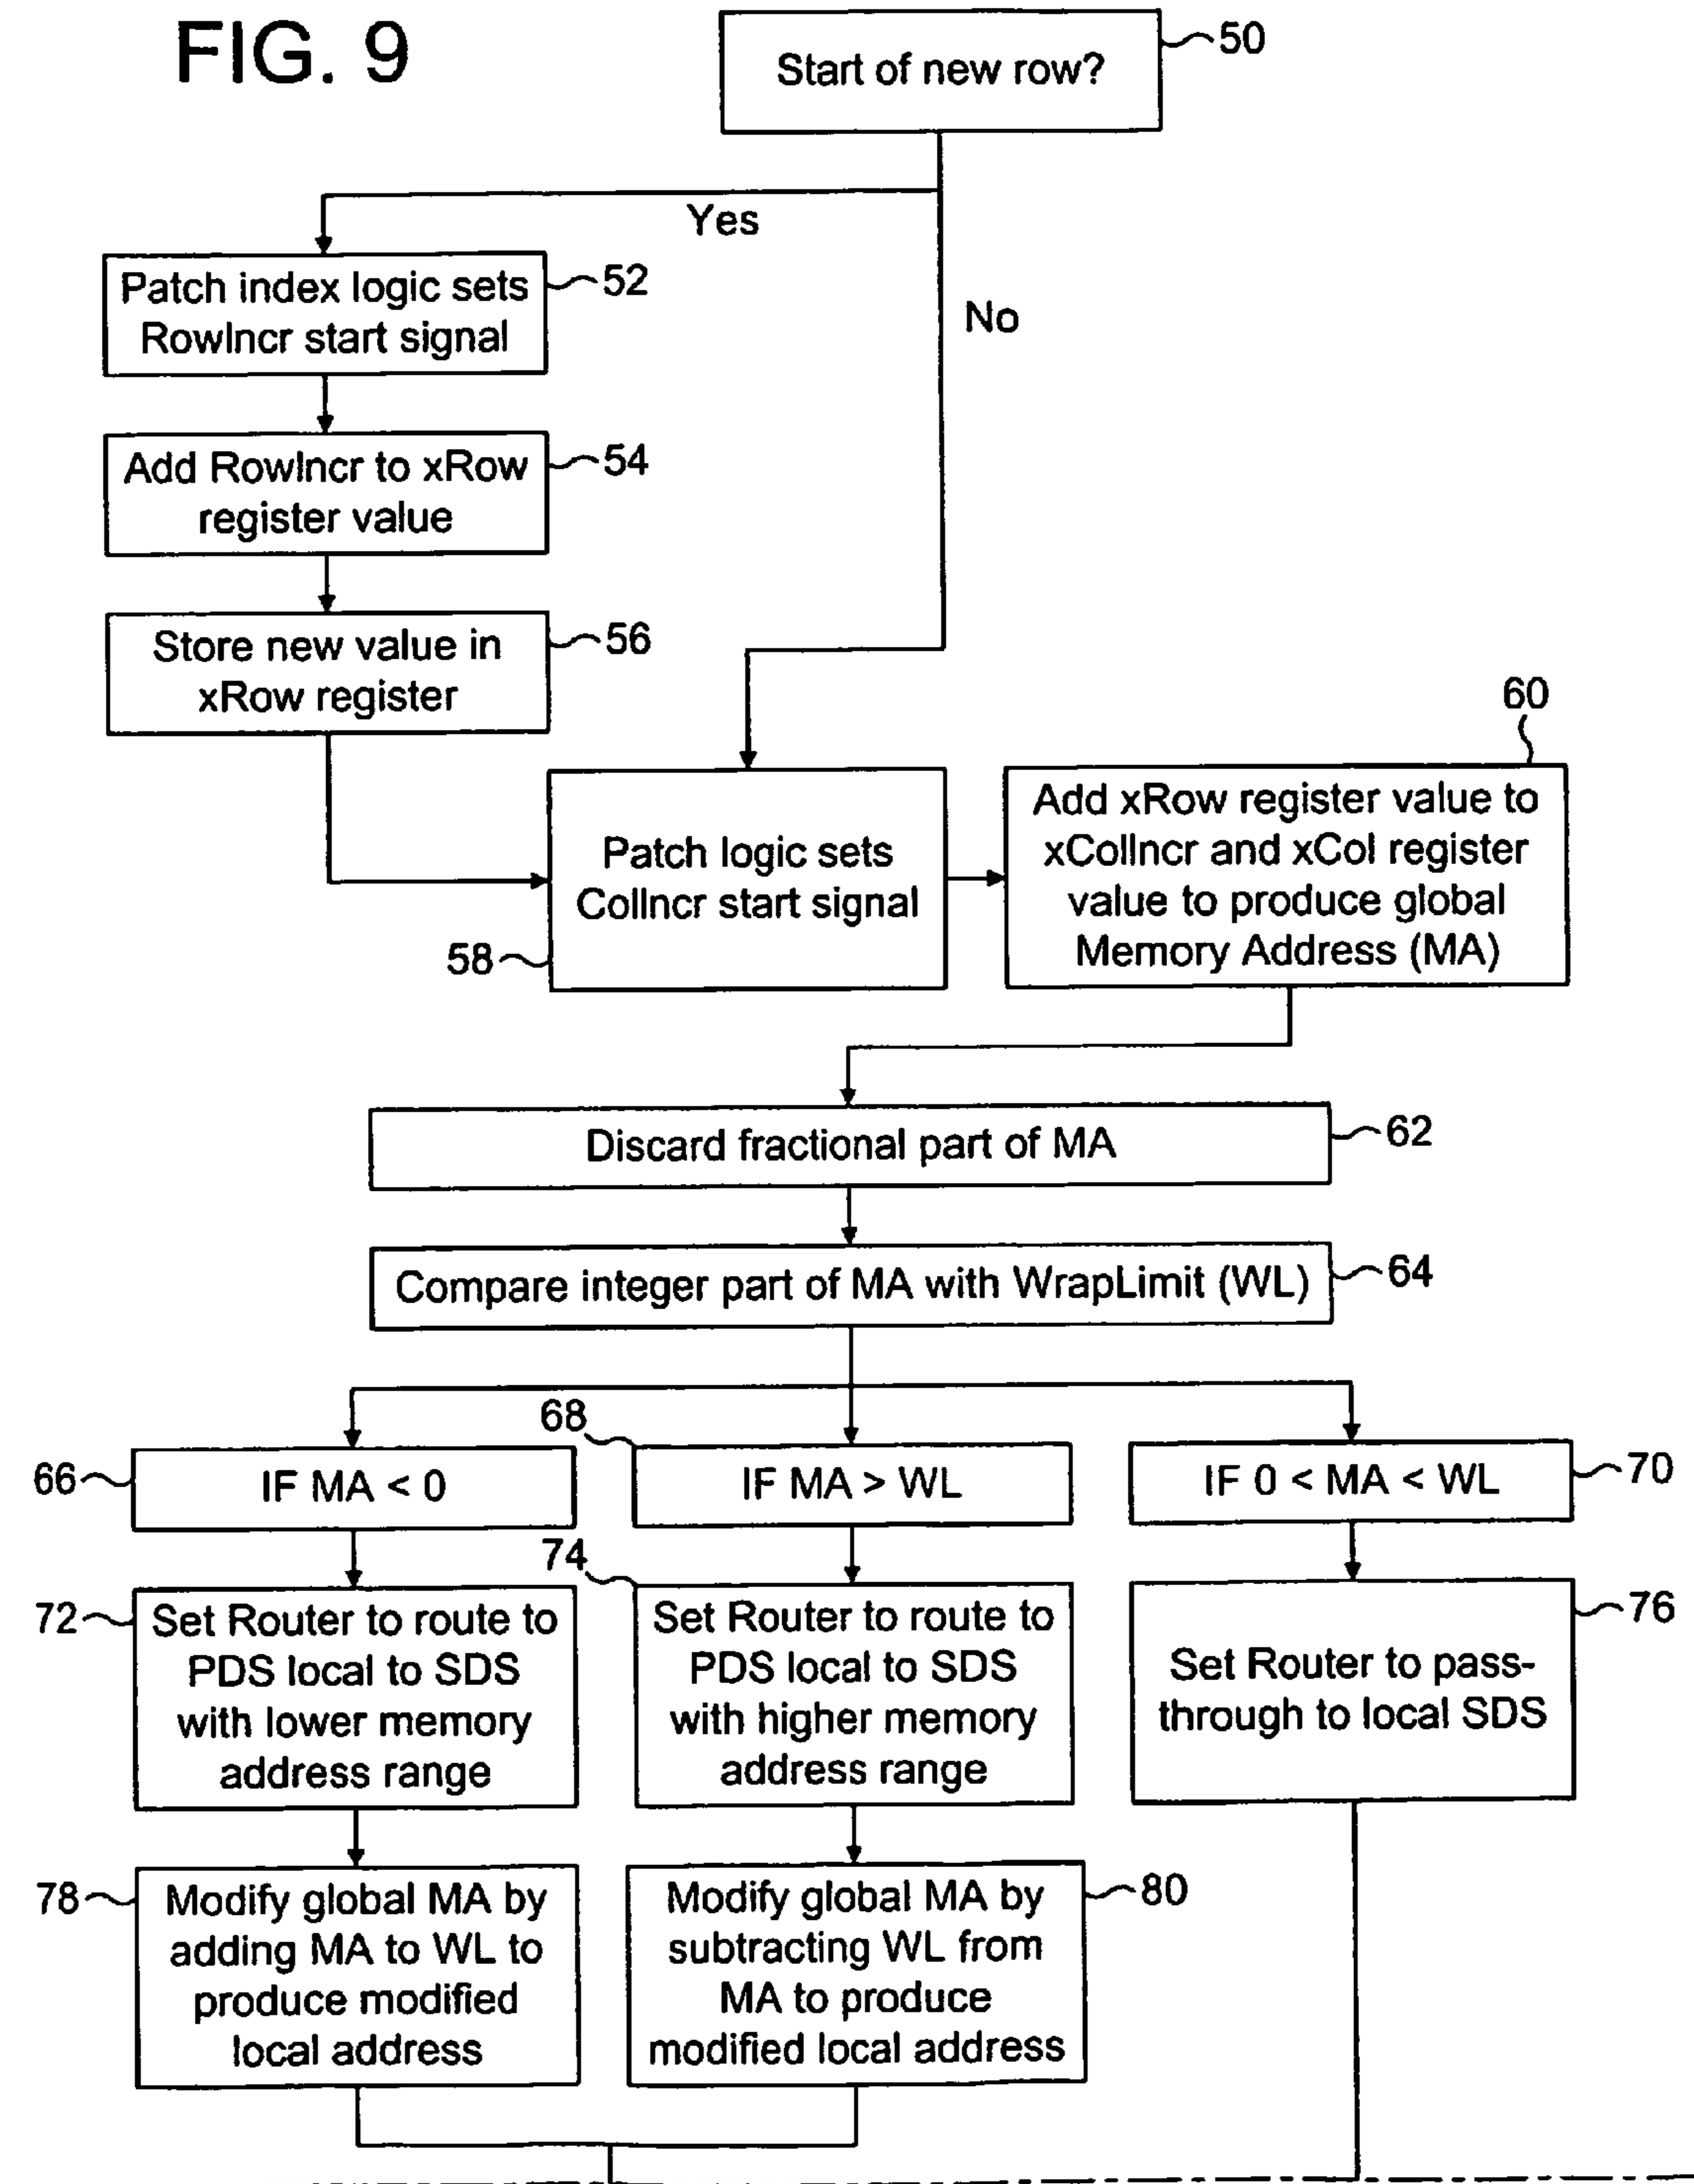 FIG. 9
Start of new row?
50
Yes
No
Patch index logic sets
RowIncr start signal
52
Add RowIncr to xRow
register value
54
Store new value in
xRow register
56
Patch logic sets
ColIncr start signal
58
60
Add xRow register value to
xColIncr and xCol register
value to produce global
Memory Address (MA)
Discard fractional part of MA
62
Compare integer part of MA with WrapLimit (WL)
64
66
IF MA < 0
68
IF MA > WL
IF 0 < MA < WL
70
72
Set Router to route to
PDS local to SDS
with lower memory
address range
74
Set Router to route to
PDS local to SDS
with higher memory
address range
Set Router to pass-
through to local SDS
76
78
Modify global MA by
adding MA to WL to
produce modified
local address
Modify global MA by
subtracting WL from
MA to produce
modified local address
80